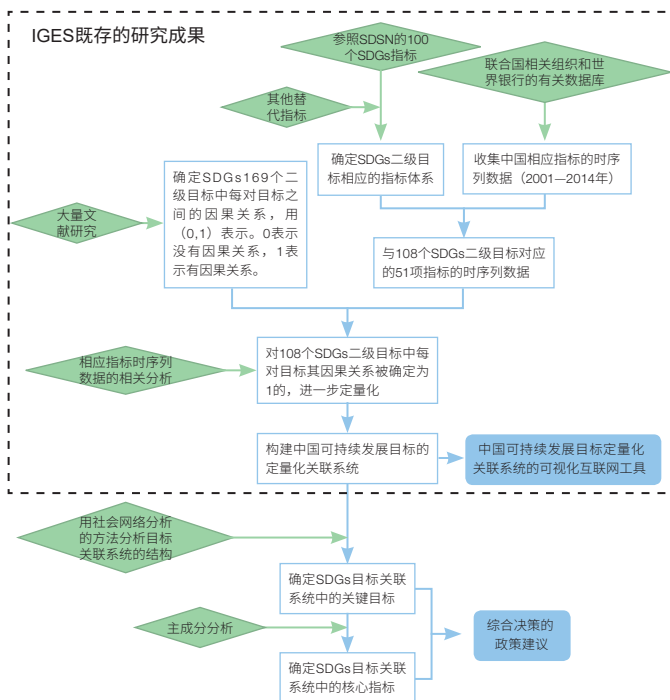 IGES既存的研究成果
参照SDSN的100
个SDGs指标
联合国相关组织和世
界银行的有关数据库
其他替
代指标
确定SDGs二级目
标相应的指标体系
收集中国相应指标的时序
列数据（2001—2014年）
大量文
献研究
确定SDGs169个二
级目标中每对目标之
间的因果关系，用
（0,1）表示。0表示
没有因果关系，1表
示有因果关系。
与108个SDGs二级目标对应
的51项指标的时序列数据
相应指标时序列
数据的相关分析
对108个SDGs二级目标中每
对目标其因果关系被确定为
1的，进一步定量化
构建中国可持续发展目标的
定量化关联系统
中国可持续发展目标定量化
关联系统的可视化互联网工具
用社会网络分析
的方法分析目标
关联系统的结构
确定SDGs目标关联
系统中的关键目标
主成分分析
综合决策的
政策建议
确定SDGs目标关联
系统中的核心指标